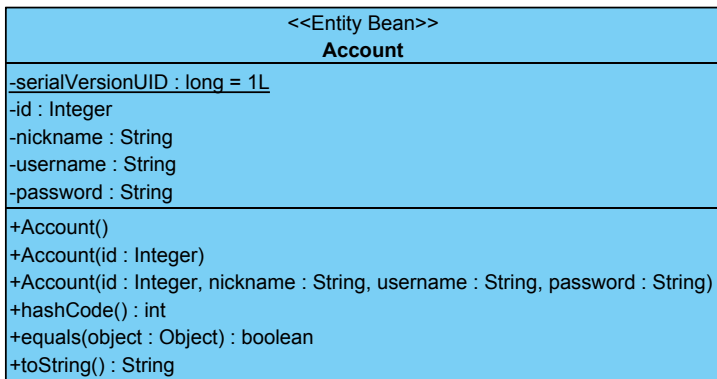 <<Entity Bean>>
Account
-serialVersionUID : long = 1L
-id : Integer
-nickname : String
-username : String
-password : String
+Account()
+Account(id : Integer)
+Account(id : Integer, nickname : String, username : String, password : String)
+hashCode() : int
+equals(object : Object) : boolean
+toString() : String